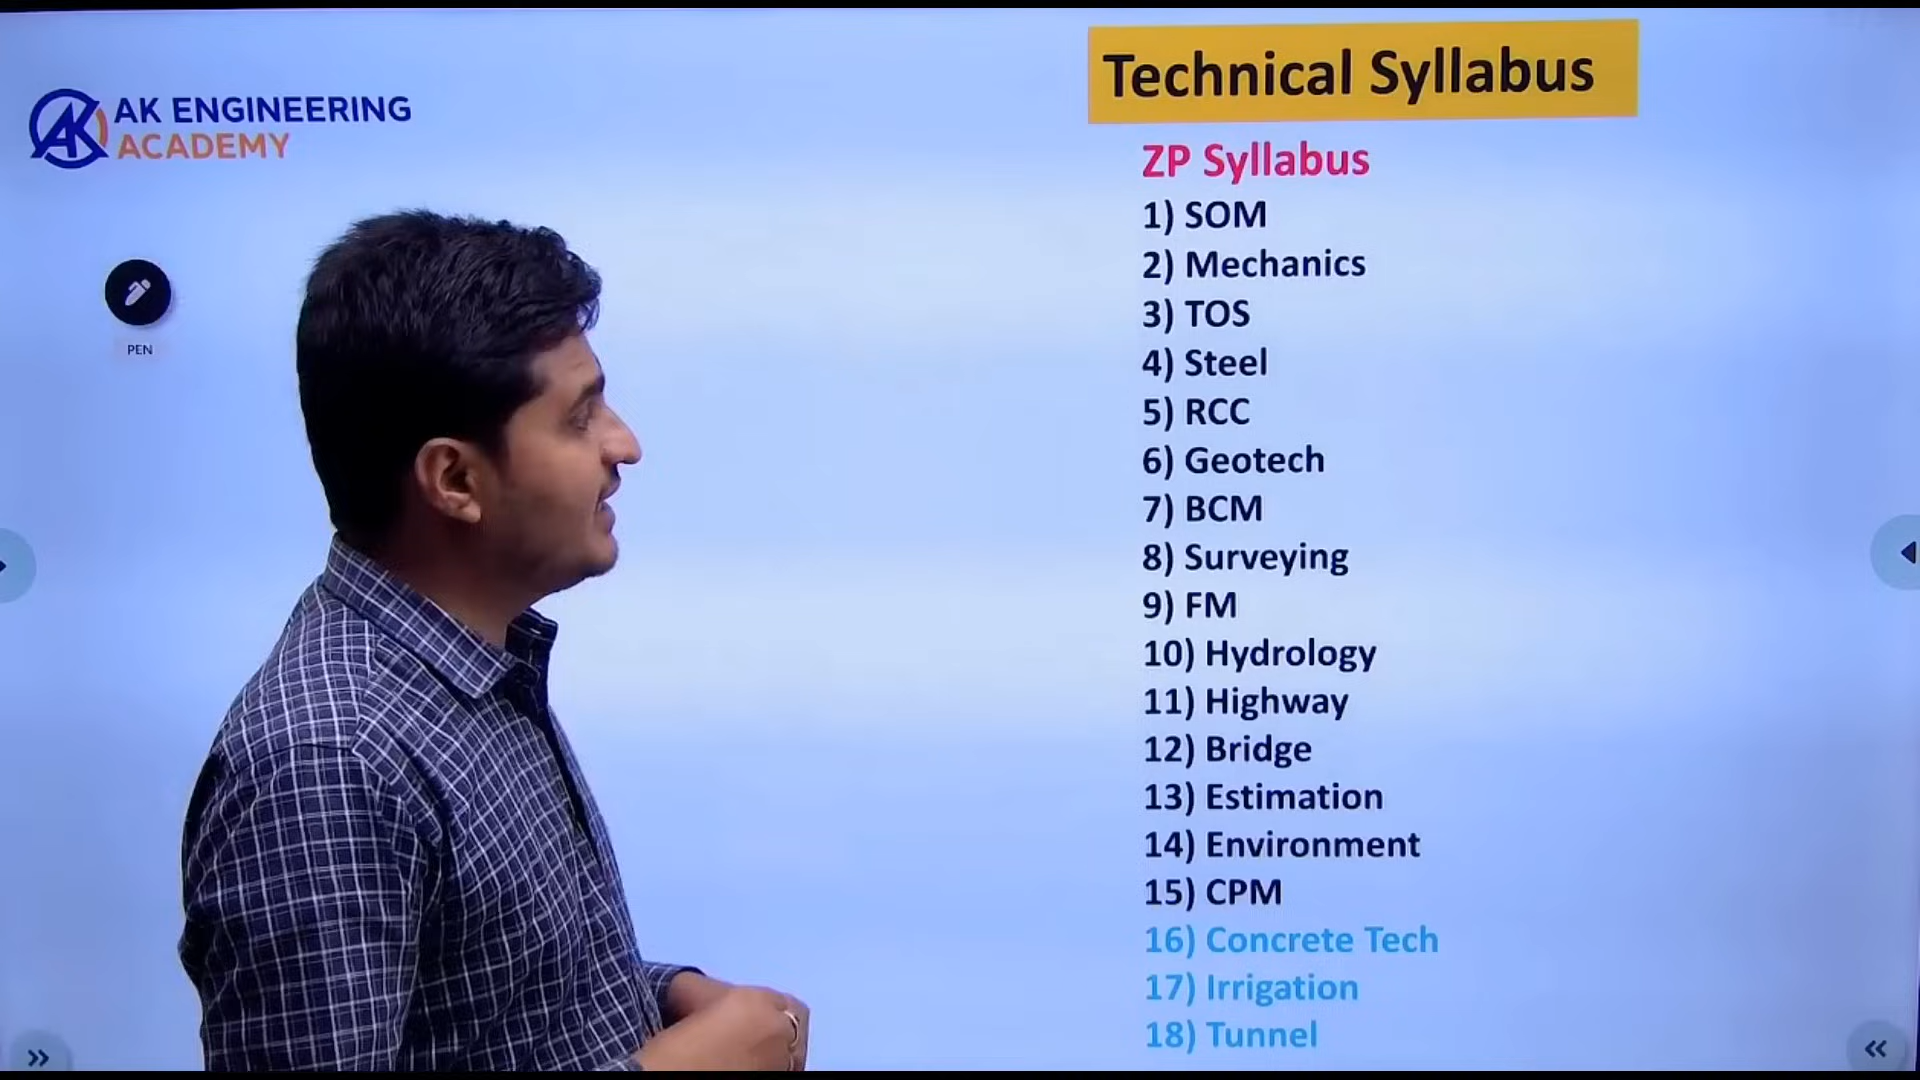 AK ENGINEERING
ACADEMY
PEN
Technical Syllabus
ZP Syllabus
1) SOM
2) Mechanics
3) TOS
4) Steel
5) RCC
6) Geotech
7) BCM
8) Surveying
9) FM
10) Hydrology
11) Highway
12) Bridge
13) Estimation
14) Environment
15) CPM
16) Concrete Tech
17) Irrigation
18) Tunnel